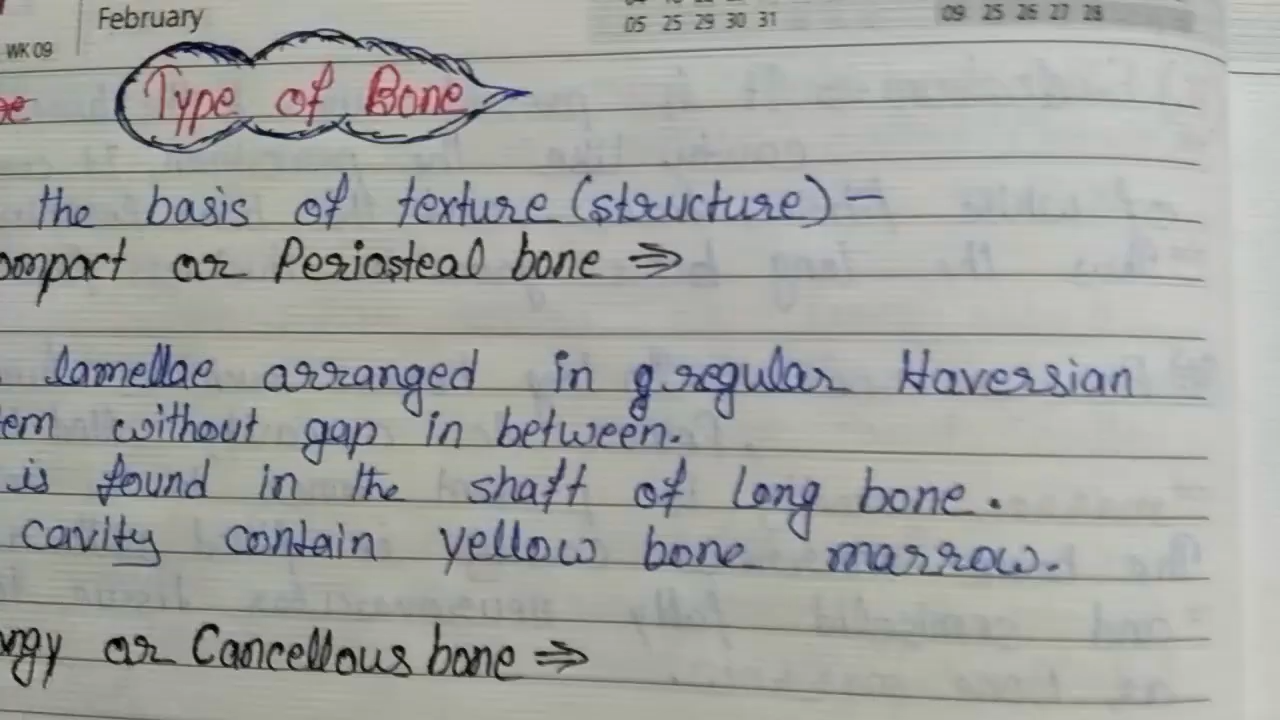 February
WK 09
05 25 29 30 31
09 25 26 27 28
Type of Bone
the basis of texture (structure) –
ompact or Periosteal bone ⇒
lamellae arranged in g.regular Haversian
em without gap in between.
is found in the shaft of long bone.
cavity contain yellow bone marrow.
ngy or Cancellous bone ⇒